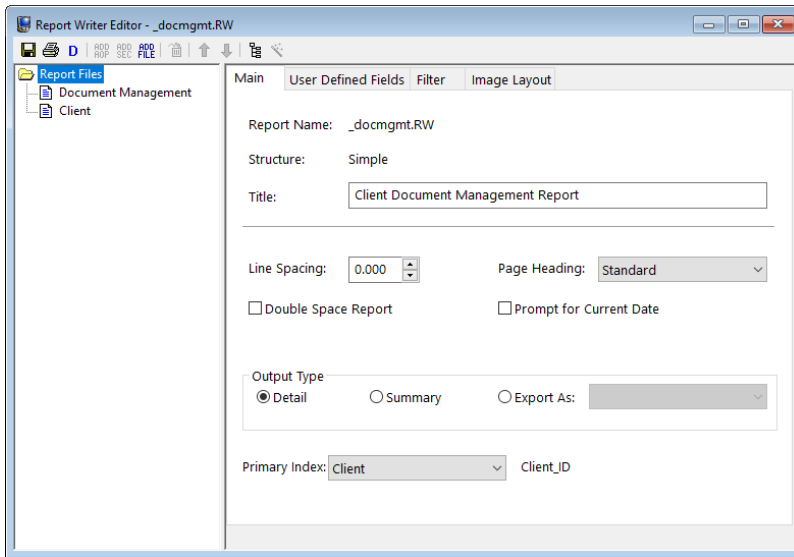 Report Writer Editor - _docmgmt.RW
D ADD AOP ADD SEC ADD FILE
Report Files
Document Management
Client
Main User Defined Fields Filter Image Layout
Report Name: _docmgmt.RW
Structure: Simple
Title: Client Document Management Report
Line Spacing: 0.000 Page Heading: Standard
Double Space Report Prompt for Current Date
Output Type
Detail Summary Export As:
Primary Index: Client Client_ID